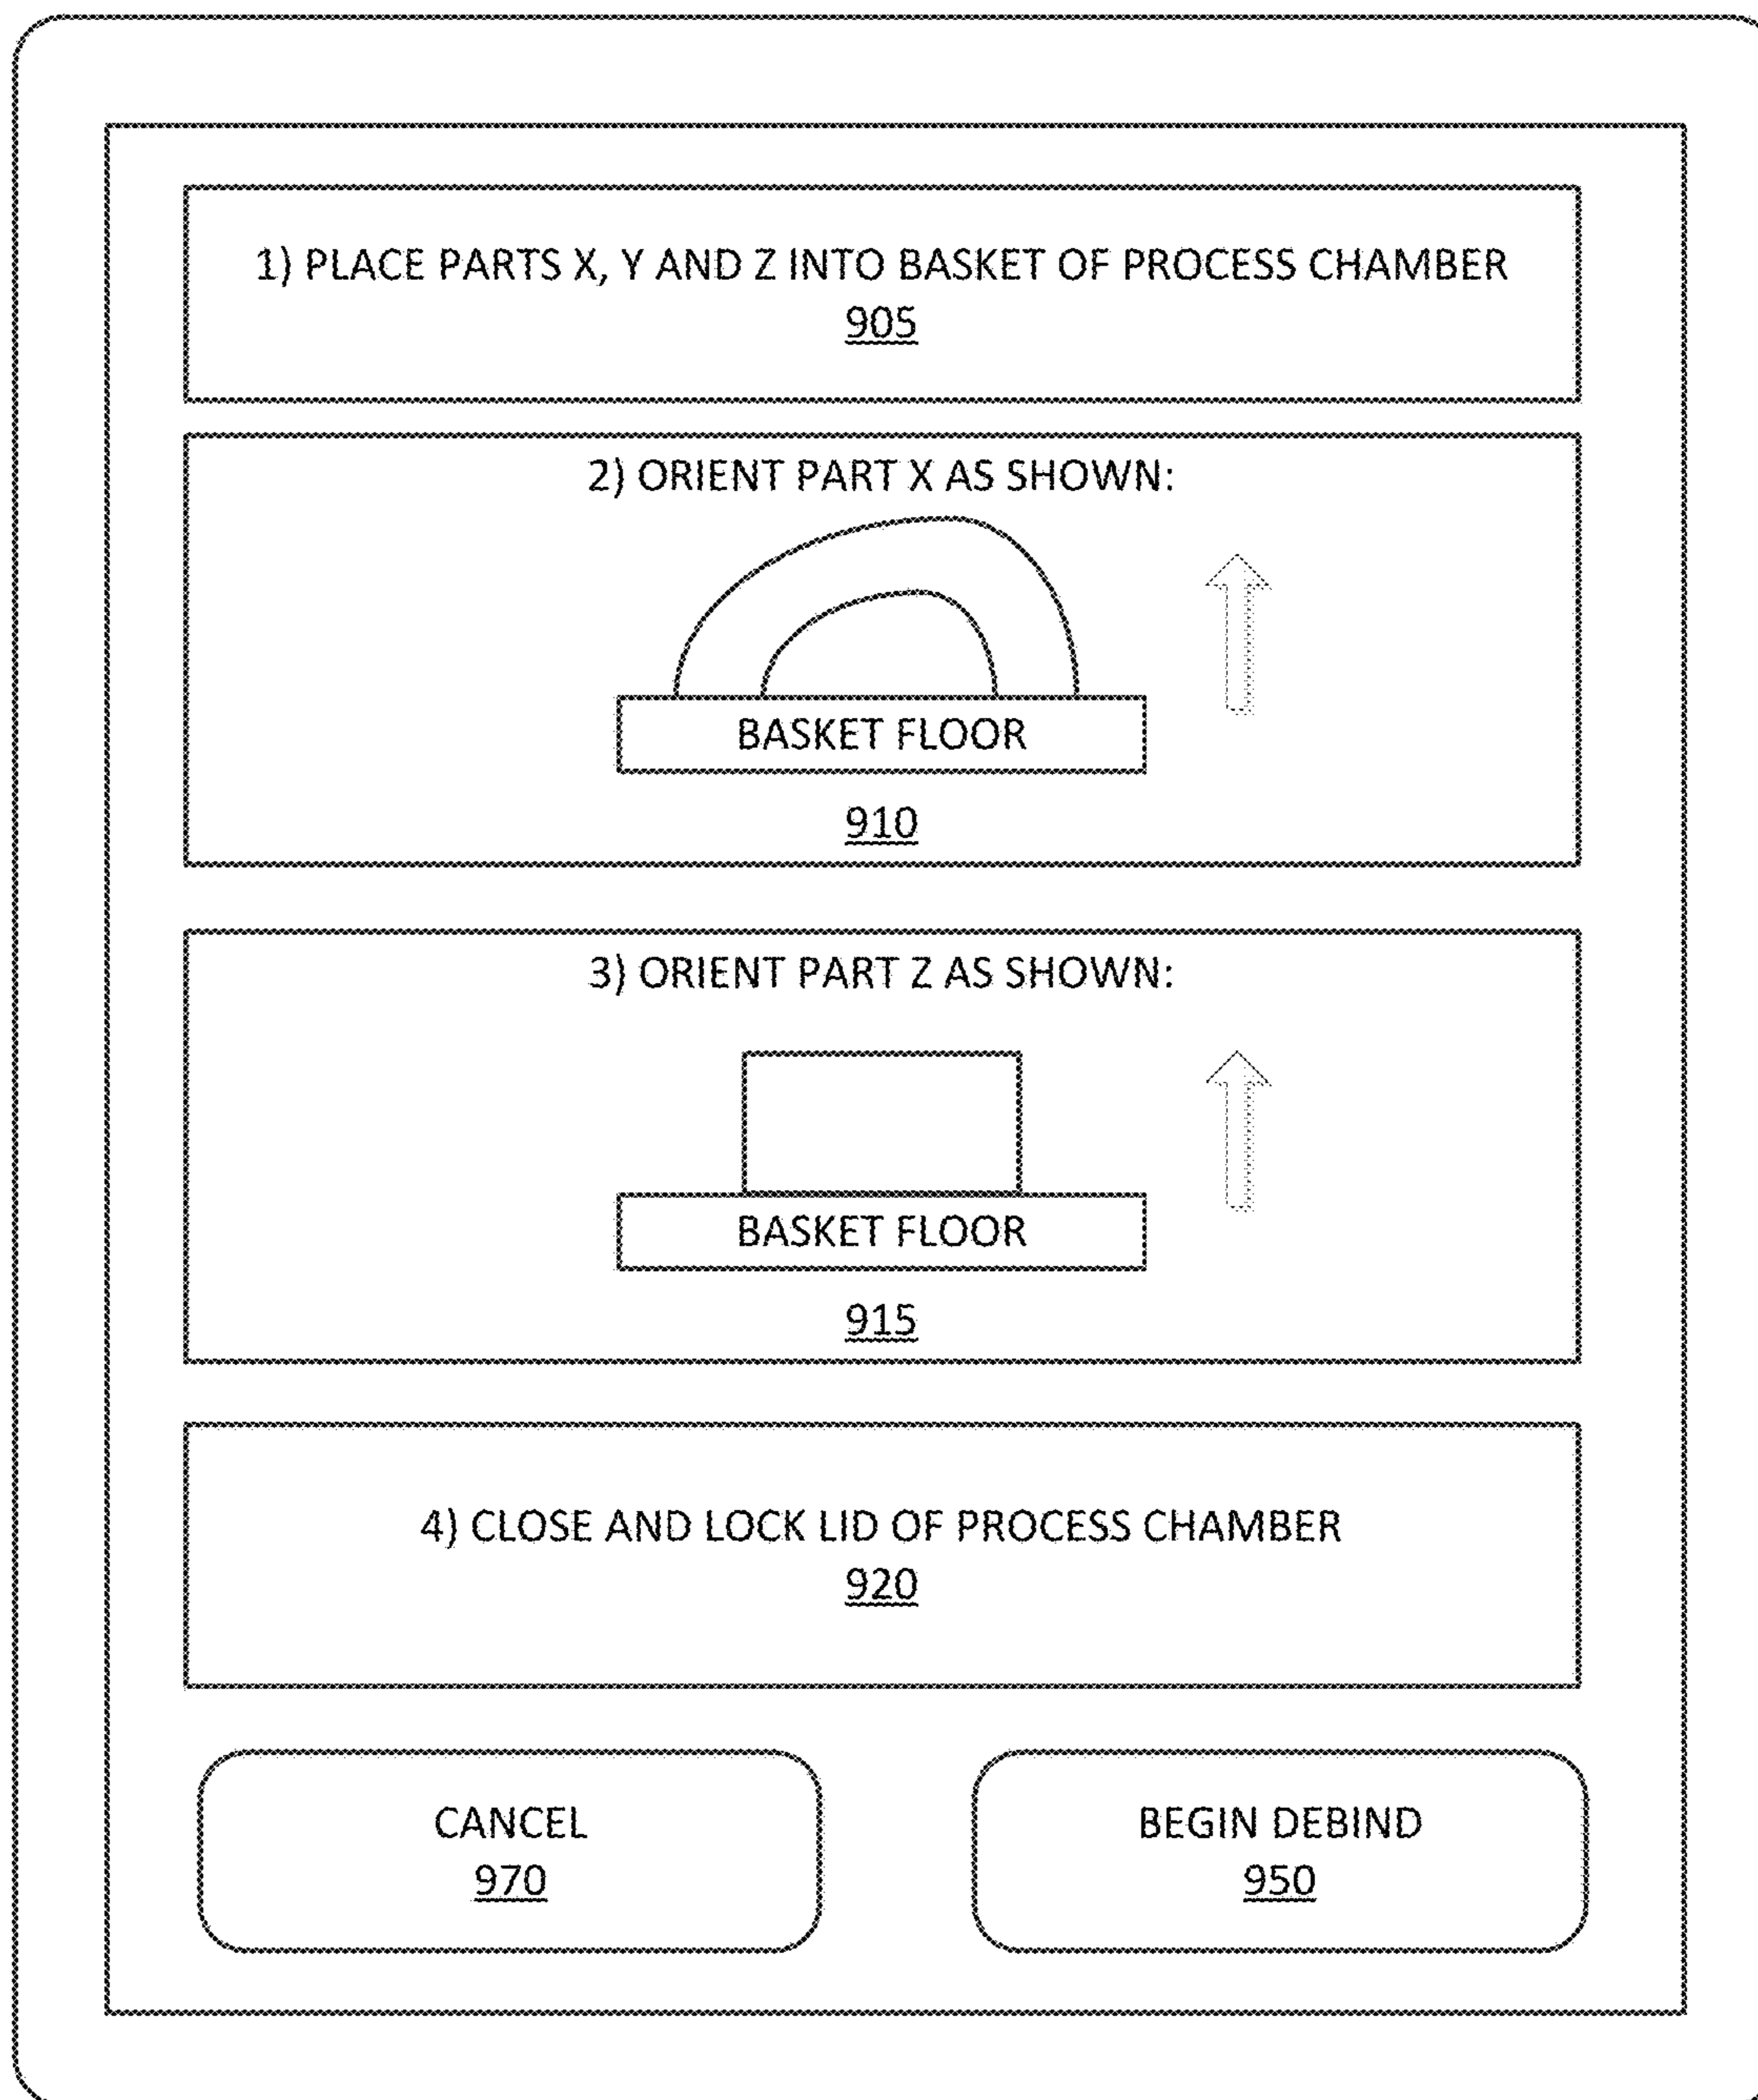 1) PLACE PARTS X, Y AND Z INTO BASKET OF PROCESS CHAMBER
905
2) ORIENT PART X AS SHOWN:
BASKET FLOOR
910
3) ORIENT PART Z AS SHOWN:
BASKET FLOOR
915
4) CLOSE AND LOCK LID OF PROCESS CHAMBER
920
CANCEL
970
BEGIN DEBIND
950